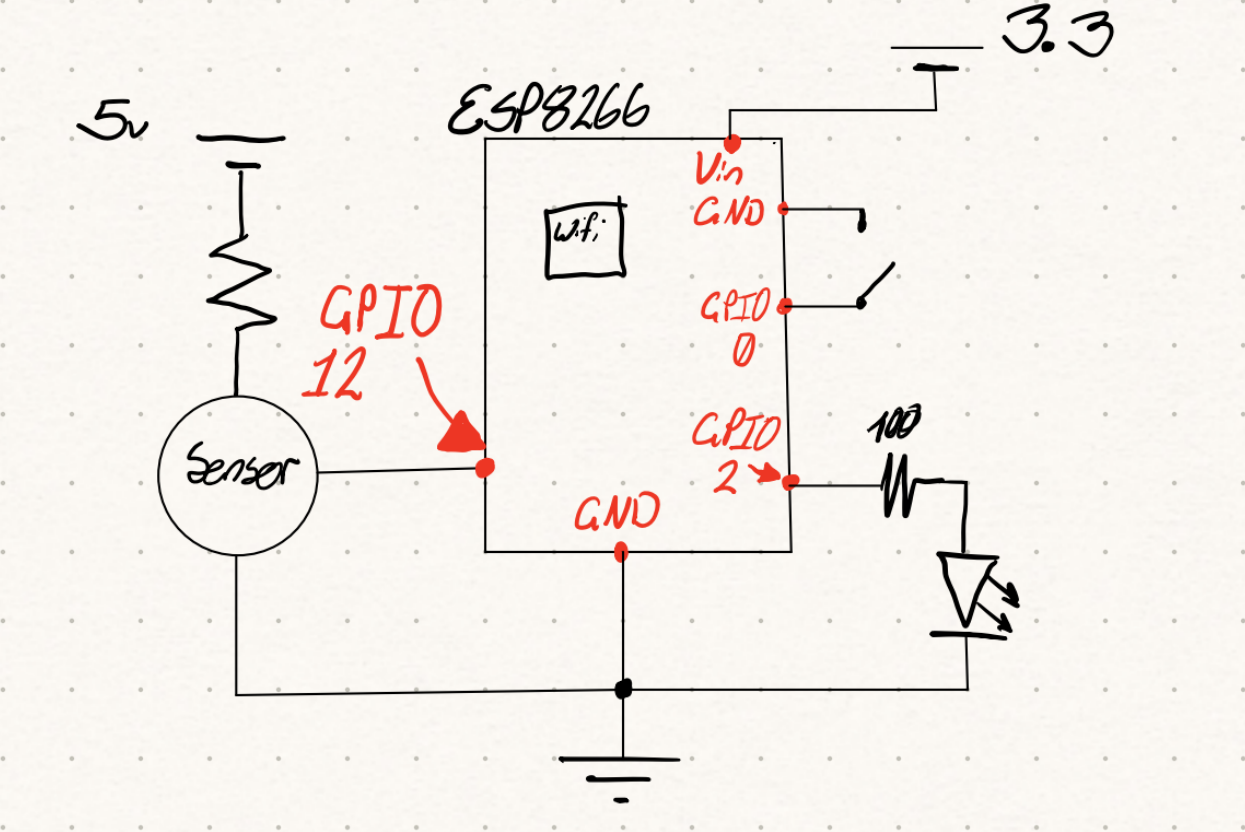 3.3
5v
ESP8266
Vin
GND
Wifi
GPIO
12
GPIO
0
GPIO
2
100
Sensor
GND